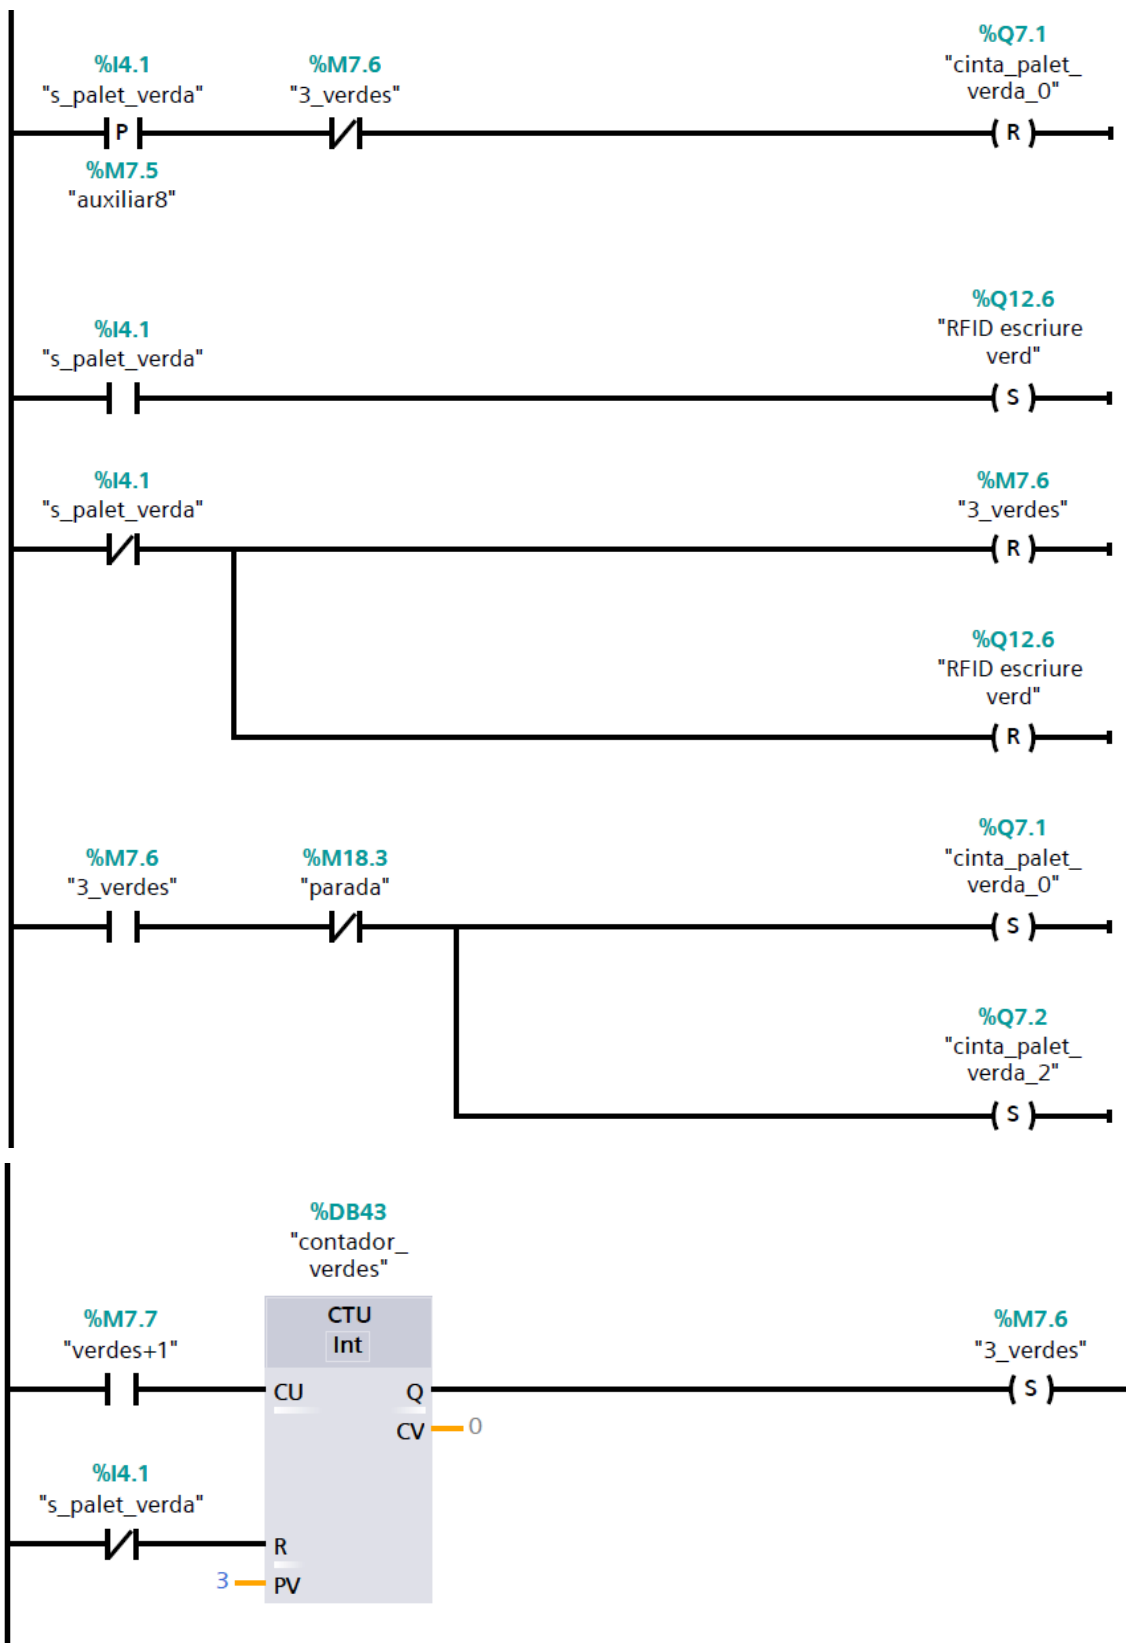 %Q7.1
%I4.1 %M7.6 "cinta_palet_
"s_palet_verda" "3_verdes" verda_0"
P R
%M7.5
"auxiliar8"
%Q12.6
%I4.1 "RFID escriure
"s_palet_verda" verd"
S
%I4.1 %M7.6
"s_palet_verda" "3_verdes"
R
%Q12.6
"RFID escriure
verd"
R
%Q7.1
%M7.6 %M18.3 "cinta_palet_
"3_verdes" "parada" verda_0"
S
%Q7.2
"cinta_palet_
verda_2"
S
%DB43
"contador_
verdes"
%M7.7 CTU %M7.6
"verdes+1" Int "3_verdes"
CU Q S
CV 0
%I4.1
"s_palet_verda"
R
3 PV